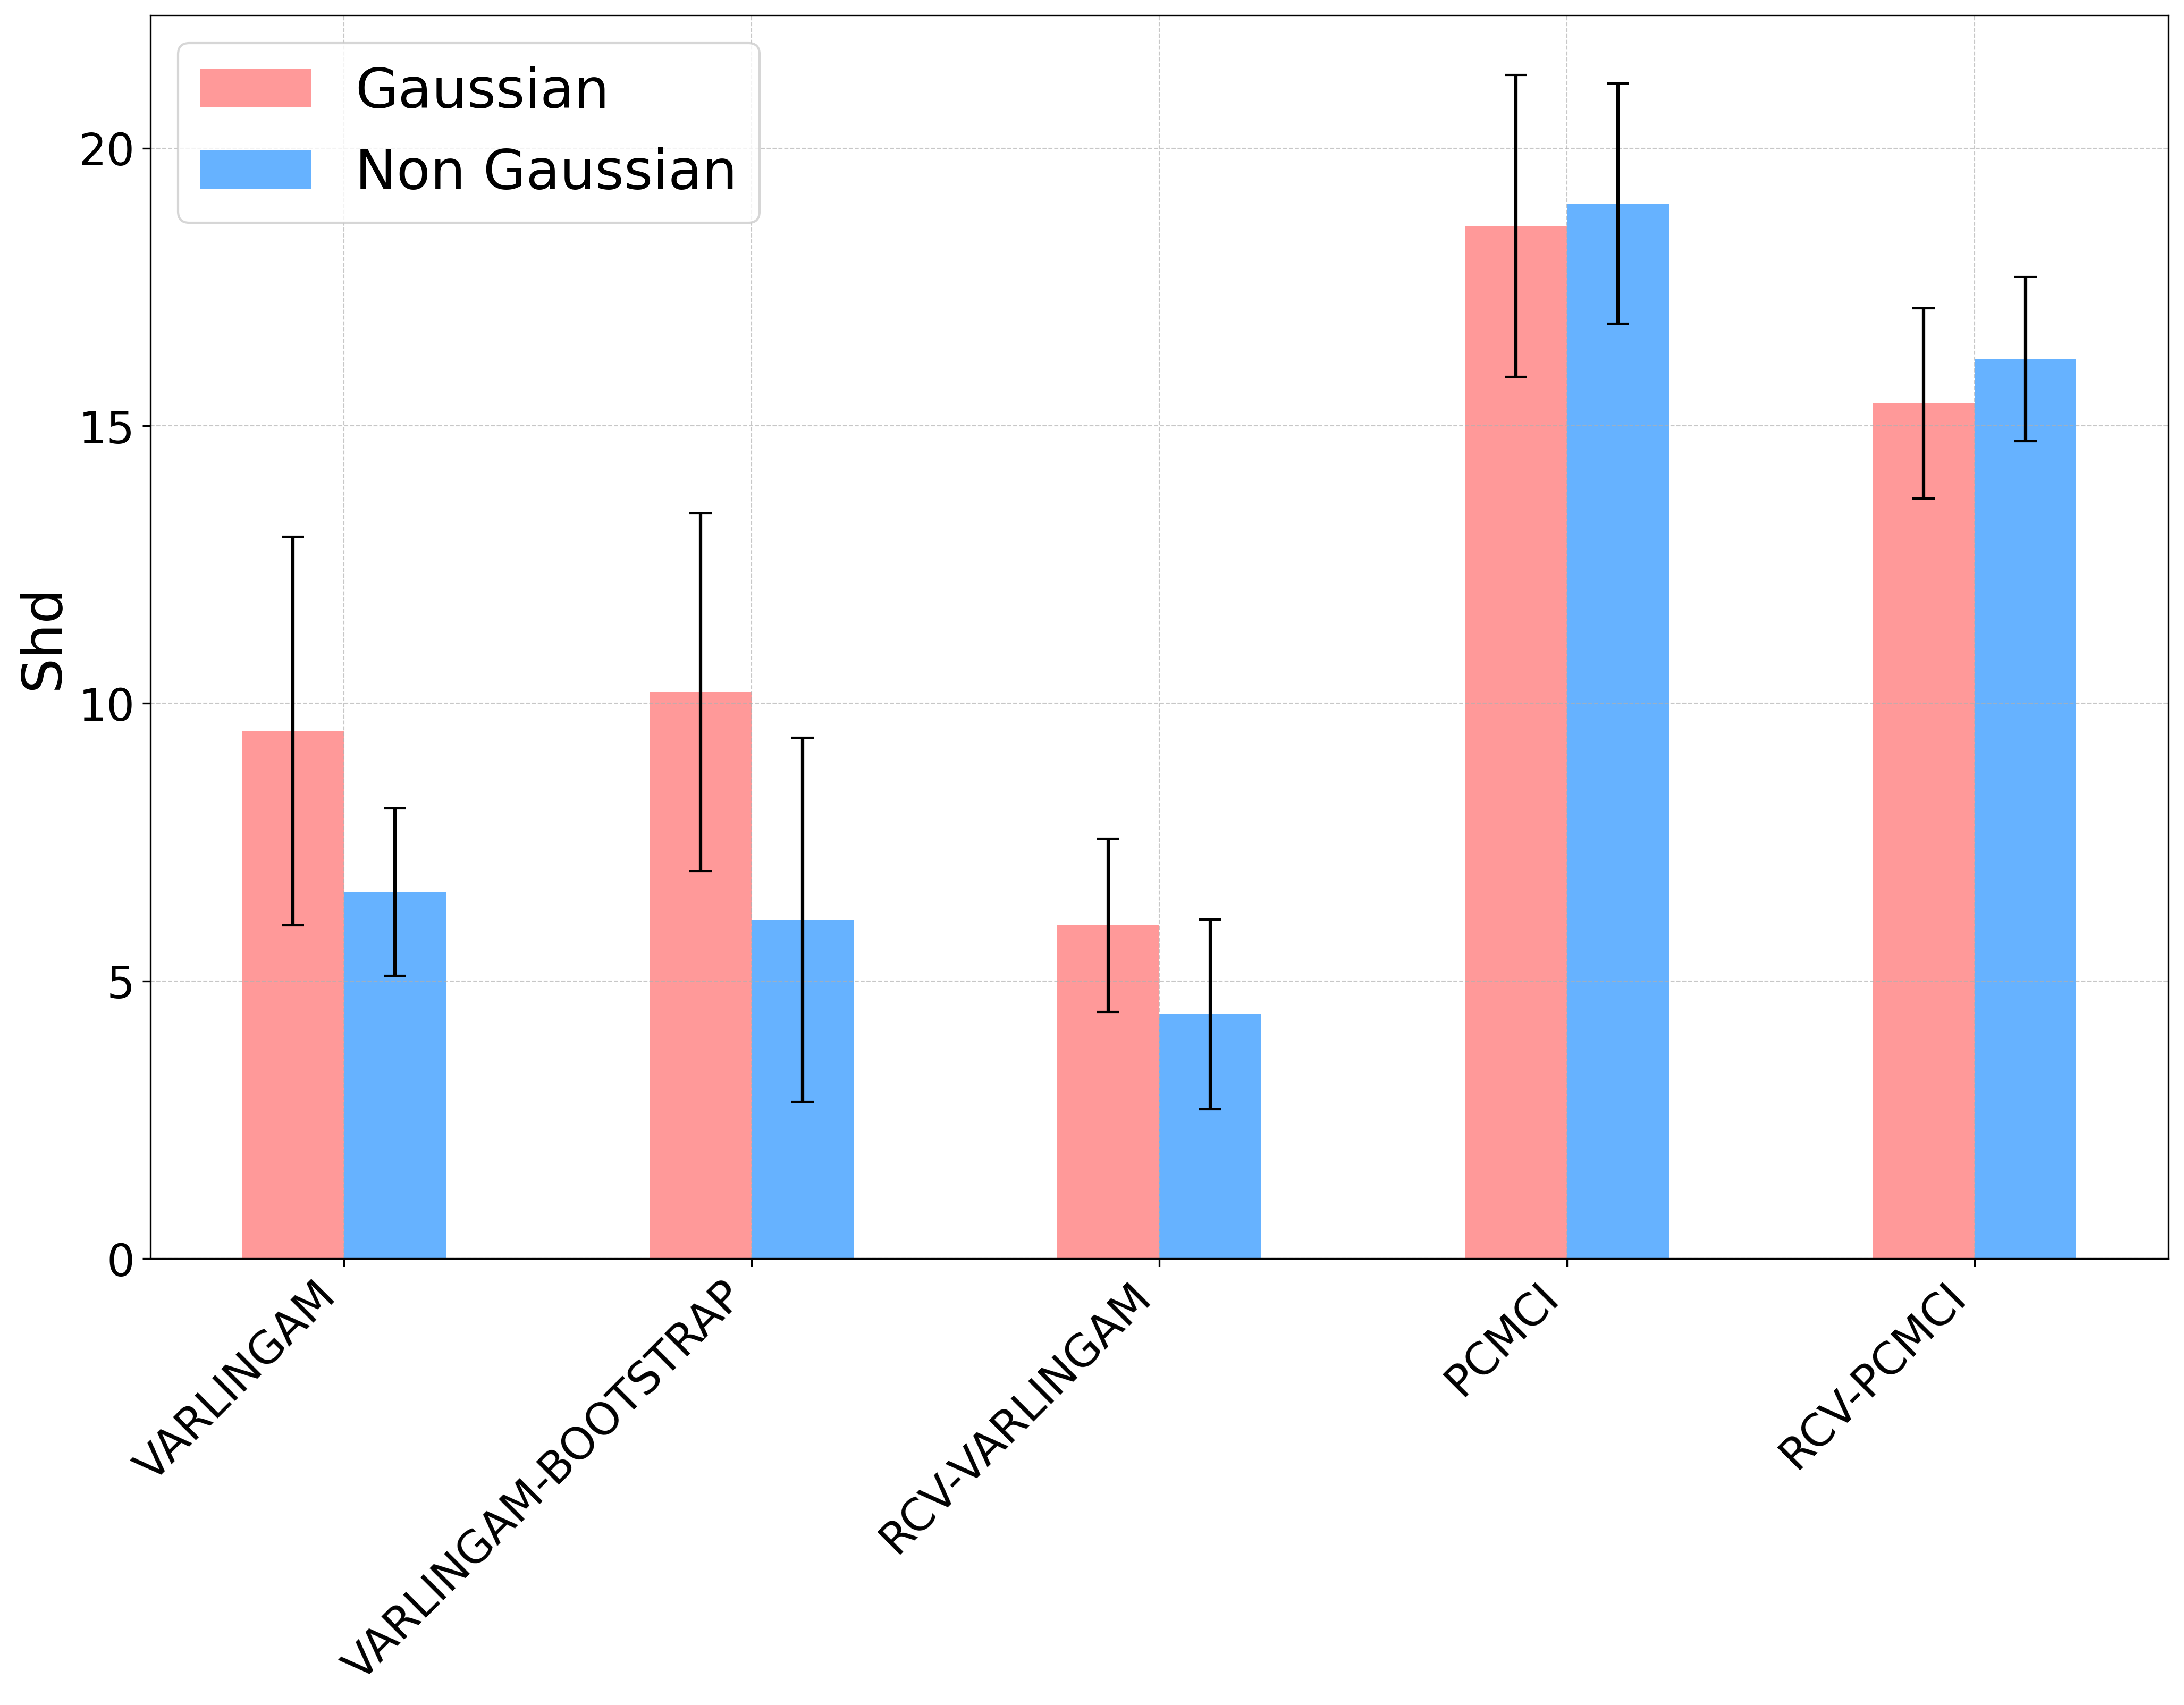 Gaussian
Non Gaussian
Shd
20
15
10
5
0
VARLINGAM
VARLINGAM-BOOTSTRAP
RCV-VARLINGAM
PCMCI
RCV-PCMCI